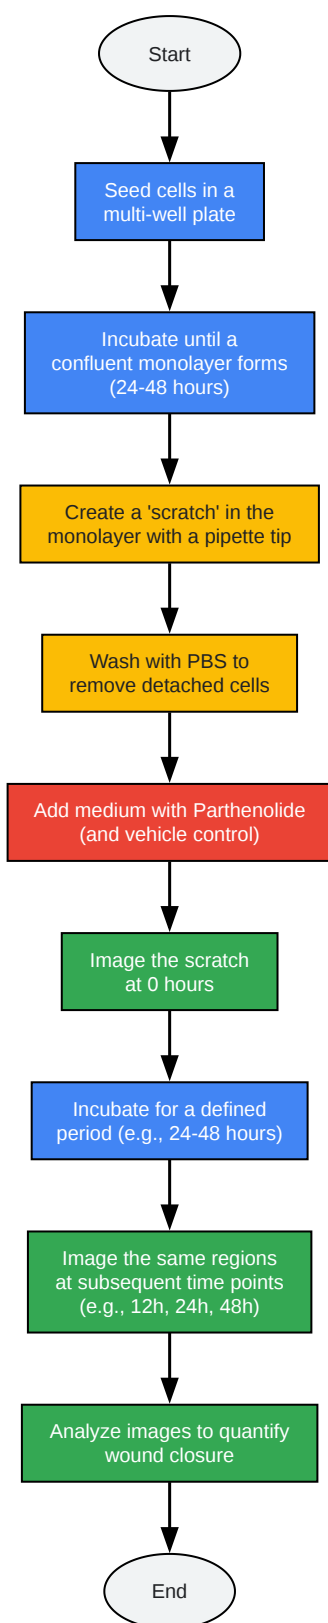 Start
Seed cells in a
multi-well plate
Incubate until a
confluent monolayer forms
(24-48 hours)
Create a 'scratch' in the
monolayer with a pipette tip
Wash with PBS to
remove detached cells
Add medium with Parthenolide
(and vehicle control)
Image the scratch
at 0 hours
Incubate for a defined
period (e.g., 24-48 hours)
Image the same regions
at subsequent time points
(e.g., 12h, 24h, 48h)
Analyze images to quantify
wound closure
End